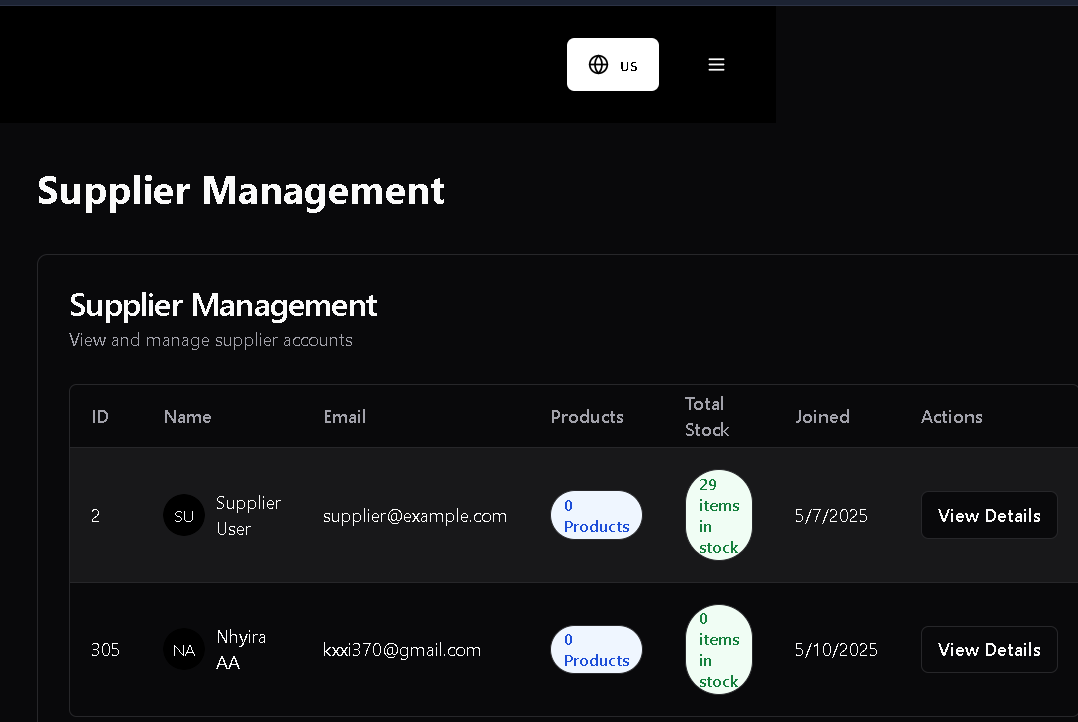 US
Supplier Management
Supplier Management
View and manage supplier accounts
ID Name Email Products Total Stock Joined Actions
2 SU Supplier User supplier@example.com 0 Products 29 items in stock 5/7/2025 View Details
305 NA Nhyira AA kxxi370@gmail.com 0 Products 0 items in stock 5/10/2025 View Details